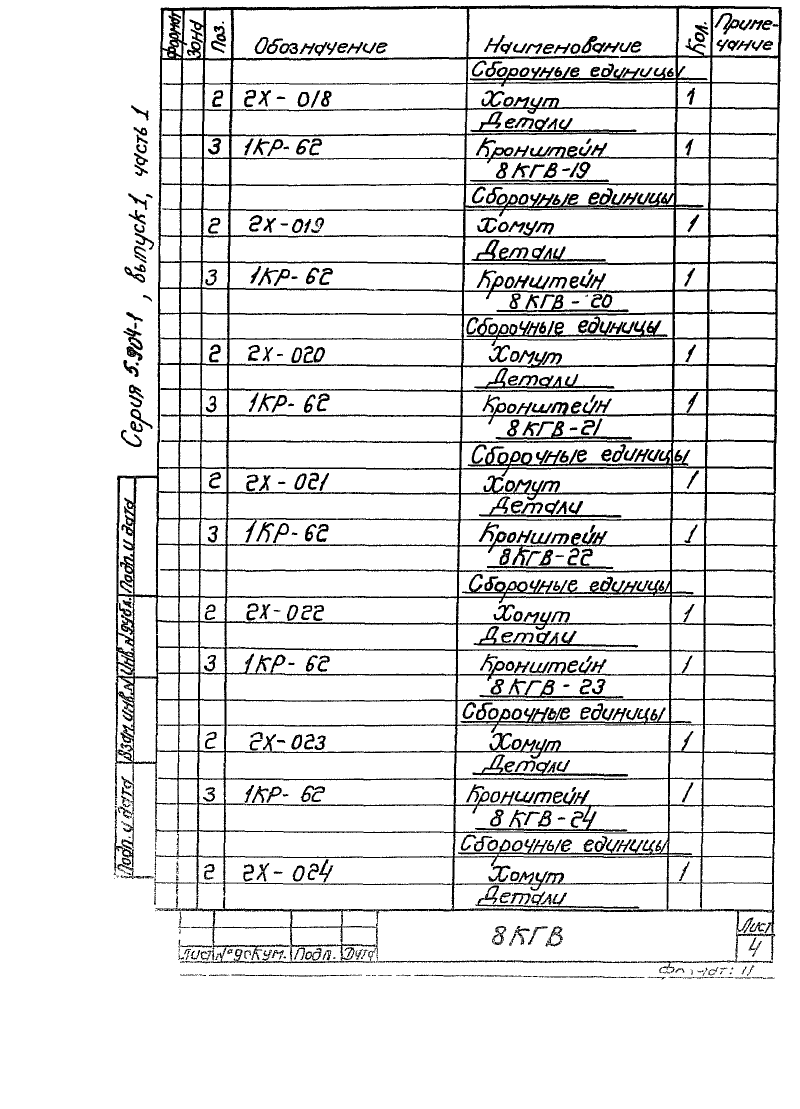 формат Зона Поз. Обозначение Наименование Кол. Приме-чание
Сборочные единицы
2 2Х-018 Хомут 1
Детали
3 1КР-62 Кронштейн 1
8КГВ-19
Сборочные единицы
2 2Х-019 Хомут 1
Детали
3 1КР-62 Кронштейн 1
8КГВ-20
Сборочные единицы
2 2Х-020 Хомут 1
Детали
3 1КР-62 Кронштейн 1
8КГВ-21
Сборочные единицы
2 2Х-021 Хомут 1
Детали
3 1КР-62 Кронштейн 1
8КГВ-22
Сборочные единицы
2 2Х-022 Хомут 1
Детали
3 1КР-62 Кронштейн 1
8КГВ-23
Сборочные единицы
2 2Х-023 Хомут 1
Детали
3 1КР-62 Кронштейн 1
8КГВ-24
Сборочные единицы
2 2Х-024 Хомут 1
Детали
Серия 5.904-1, выпуск 1, часть 1
Подп. и дата
Инв. № дубл.
Взам. инв. №
Подп. и дата
Лист № докум. Подп. Дата
8КГВ
Лист
4
Формат: 11